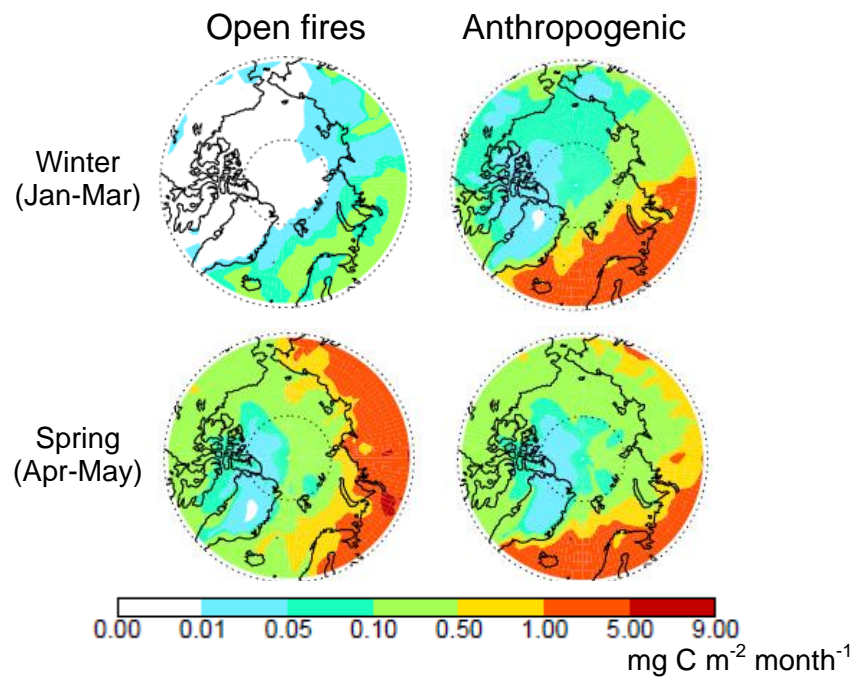 Open fires Anthropogenic
Winter
(Jan-Mar)
Spring
(Apr-May)
0.00 0.01 0.05 0.10 0.50 1.00 5.00 9.00
mg C m⁻² month⁻¹